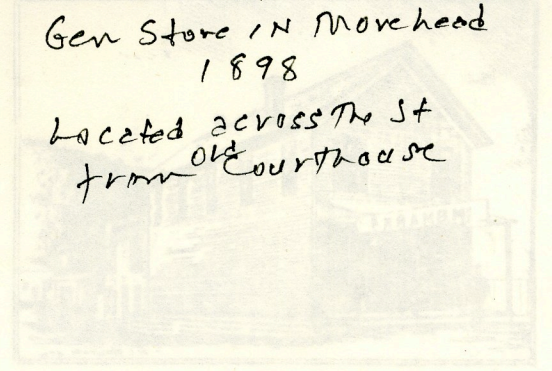 Gen Store IN Morehead
1898
Located across The St
from Old Courthouse